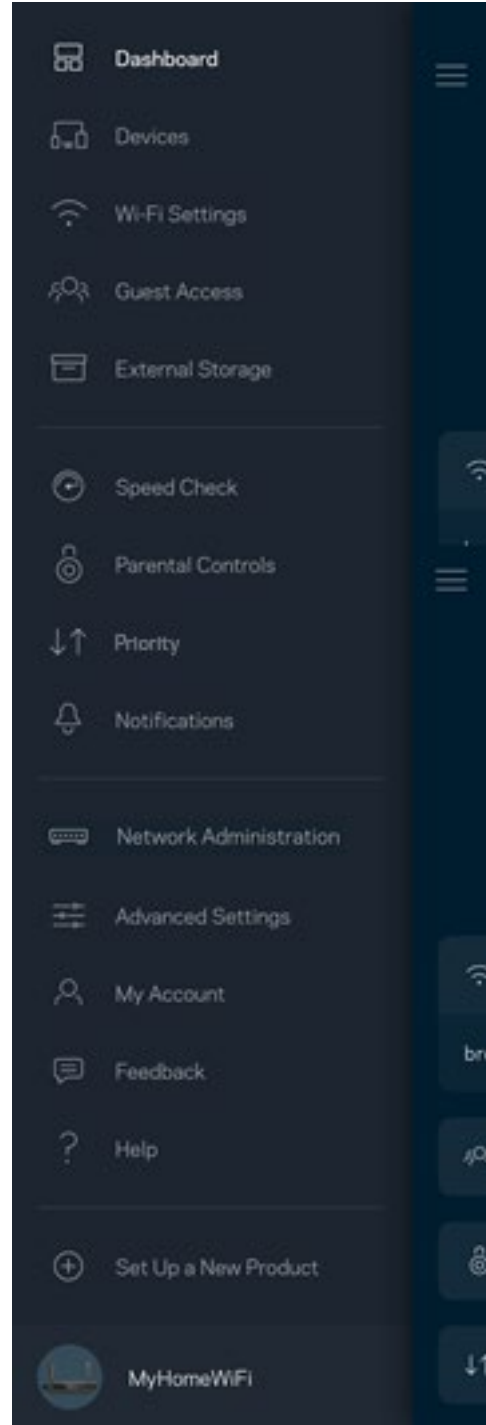 Dashboard
Devices
Wi-Fi Settings
Guest Access
External Storage
Speed Check
Parental Controls
Priority
Notifications
Network Administration
Advanced Settings
My Account
Feedback
Help
Set Up a New Product
MyHomeWiFi